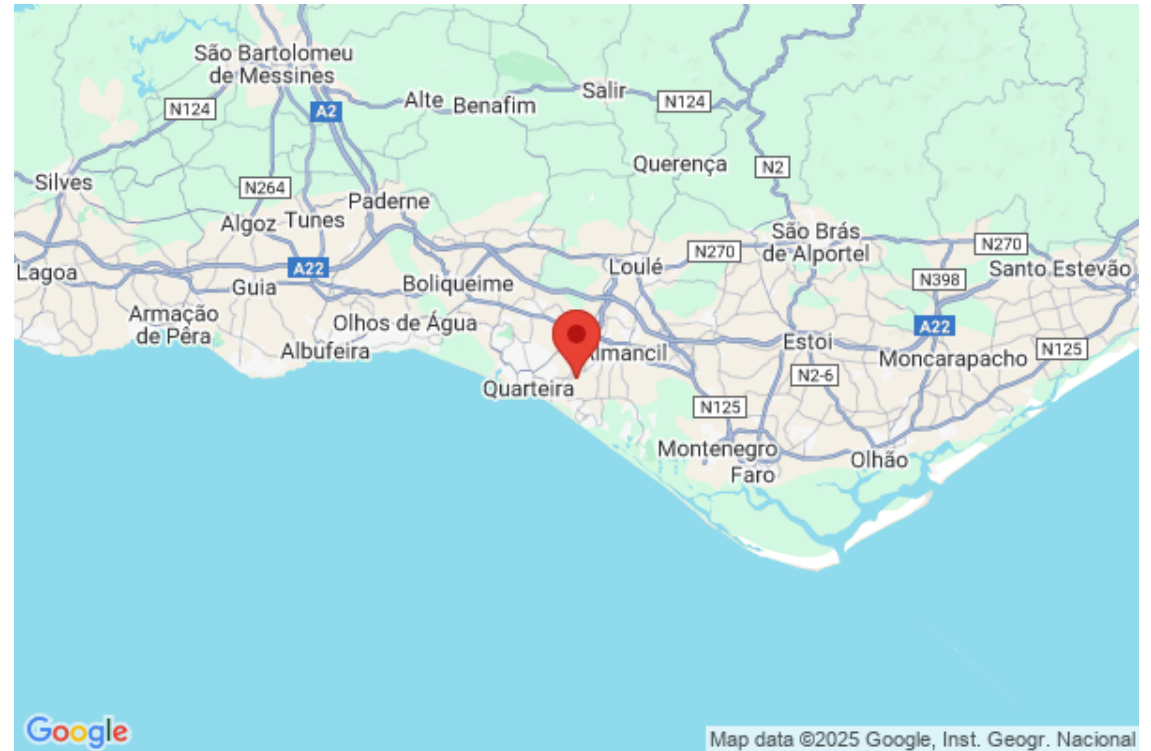 São Bartolomeu
de Messines
N124
A2
Alte
Benafim
Salir
N124
Querença
N2
Silves
N264
Paderne
Algoz
Tunes
São Brás
de Alportel
N270
N270
Lagoa
A22
Guia
Boliqueime
Loulé
N398
Santo Estevão
Armação
de Pêra
Olhos de Água
Albufeira
Almancil
Estoi
A22
Moncarapacho
N125
Quarteira
N2-6
N125
Montenegro
Faro
Olhão
Google
Map data ©2025 Google, Inst. Geogr. Nacional